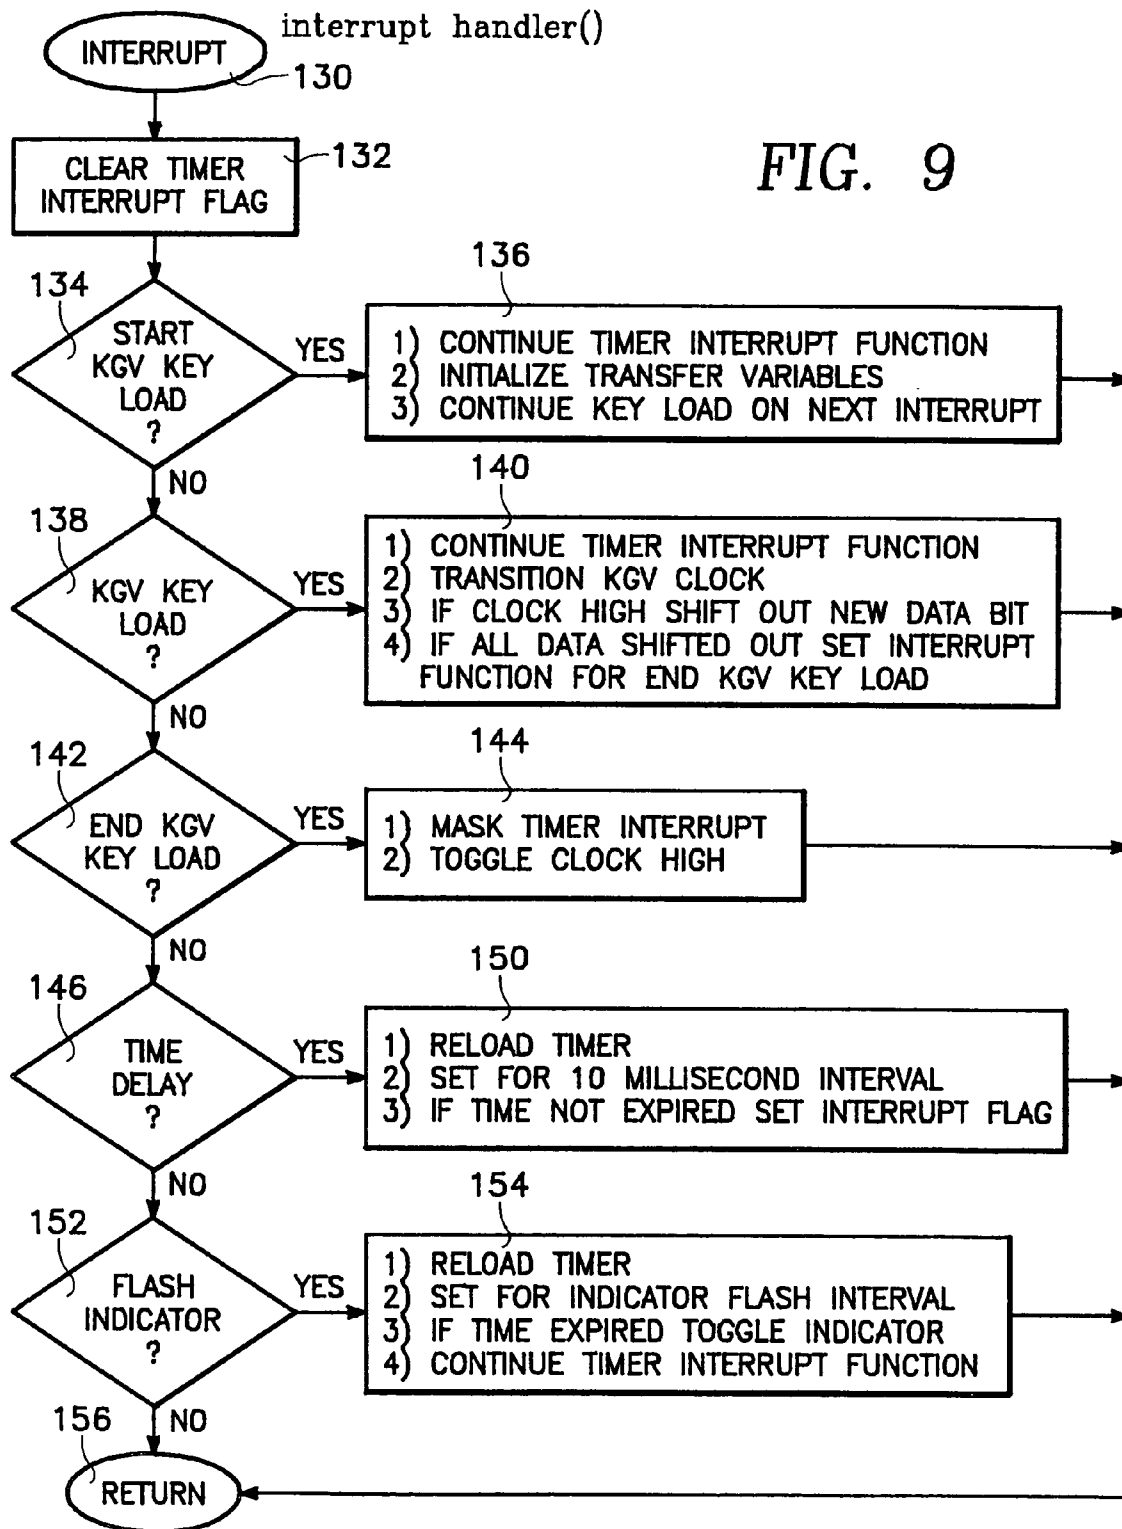 interrupt handler()
INTERRUPT
130
FIG. 9
132
CLEAR TIMER
INTERRUPT FLAG
134
START
KGV KEY
LOAD
?
YES
NO
136
1) CONTINUE TIMER INTERRUPT FUNCTION
2) INITIALIZE TRANSFER VARIABLES
3) CONTINUE KEY LOAD ON NEXT INTERRUPT
138
KGV KEY
LOAD
?
YES
NO
140
1) CONTINUE TIMER INTERRUPT FUNCTION
2) TRANSITION KGV CLOCK
3) IF CLOCK HIGH SHIFT OUT NEW DATA BIT
4) IF ALL DATA SHIFTED OUT SET INTERRUPT
FUNCTION FOR END KGV KEY LOAD
142
END KGV
KEY LOAD
?
YES
NO
144
1) MASK TIMER INTERRUPT
2) TOGGLE CLOCK HIGH
146
TIME
DELAY
?
YES
NO
150
1) RELOAD TIMER
2) SET FOR 10 MILLISECOND INTERVAL
3) IF TIME NOT EXPIRED SET INTERRUPT FLAG
152
FLASH
INDICATOR
?
YES
NO
154
1) RELOAD TIMER
2) SET FOR INDICATOR FLASH INTERVAL
3) IF TIME EXPIRED TOGGLE INDICATOR
4) CONTINUE TIMER INTERRUPT FUNCTION
156
RETURN